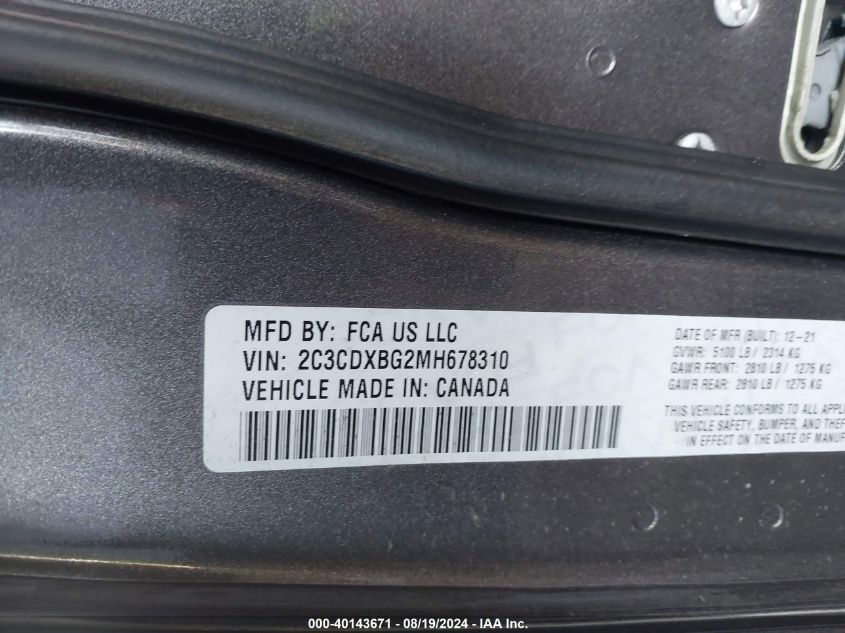 MFD BY: FCA US LLC
VIN: 2C3CDXBG2MH678310
VEHICLE MADE IN: CANADA
DATE OF MFR (BUILT): 12-21
GVWR: 5100 LB / 2314 KG
GAWR FRONT: 2810 LB / 1275 KG
GAWR REAR: 2810 LB / 1275 KG
THIS VEHICLE CONFORMS TO ALL APPL
VEHICLE SAFETY, BUMPER, AND THEF
IN EFFECT ON THE DATE OF MANUF
000-40143671 - 08/19/2024 - IAA Inc.